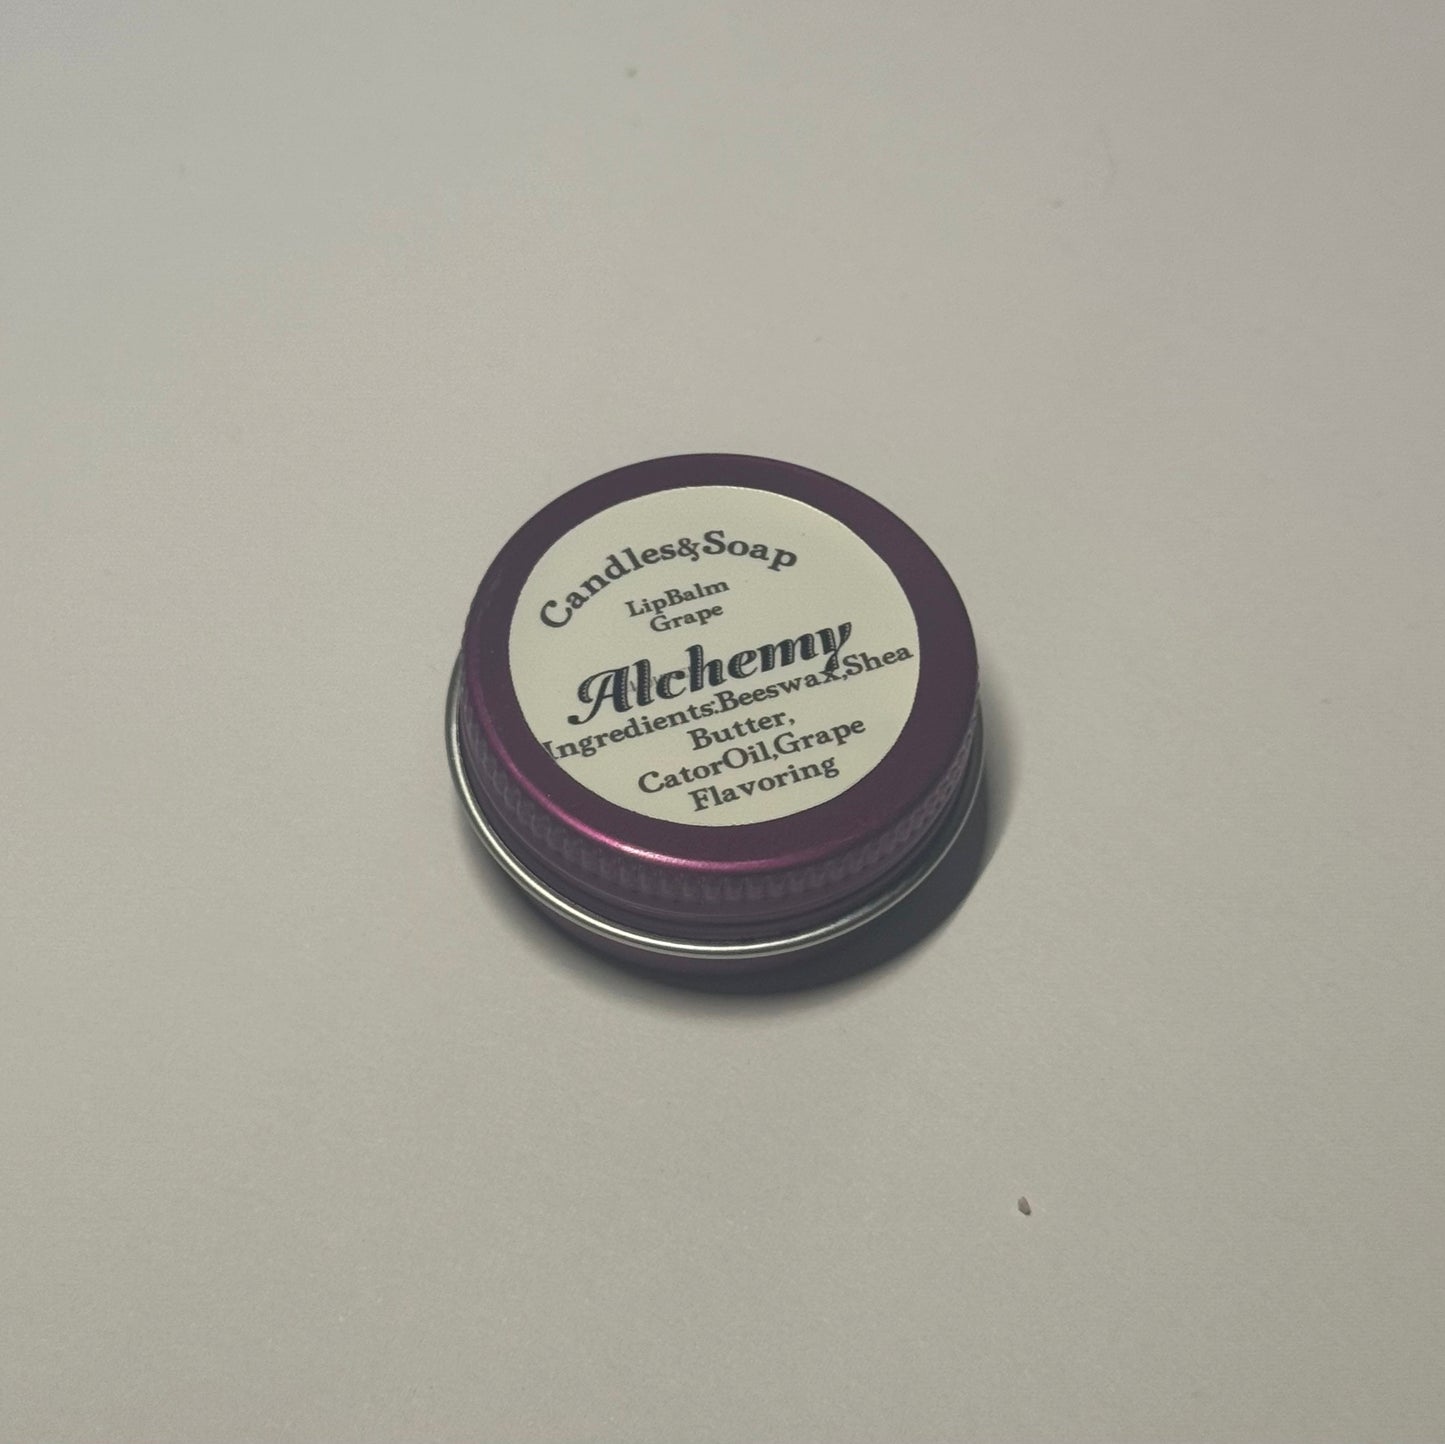 Candles&Soap
LipBalm
Grape
Alchemy
Ingredients:Beeswax,Shea
Butter,
CatorOil,Grape
Flavoring